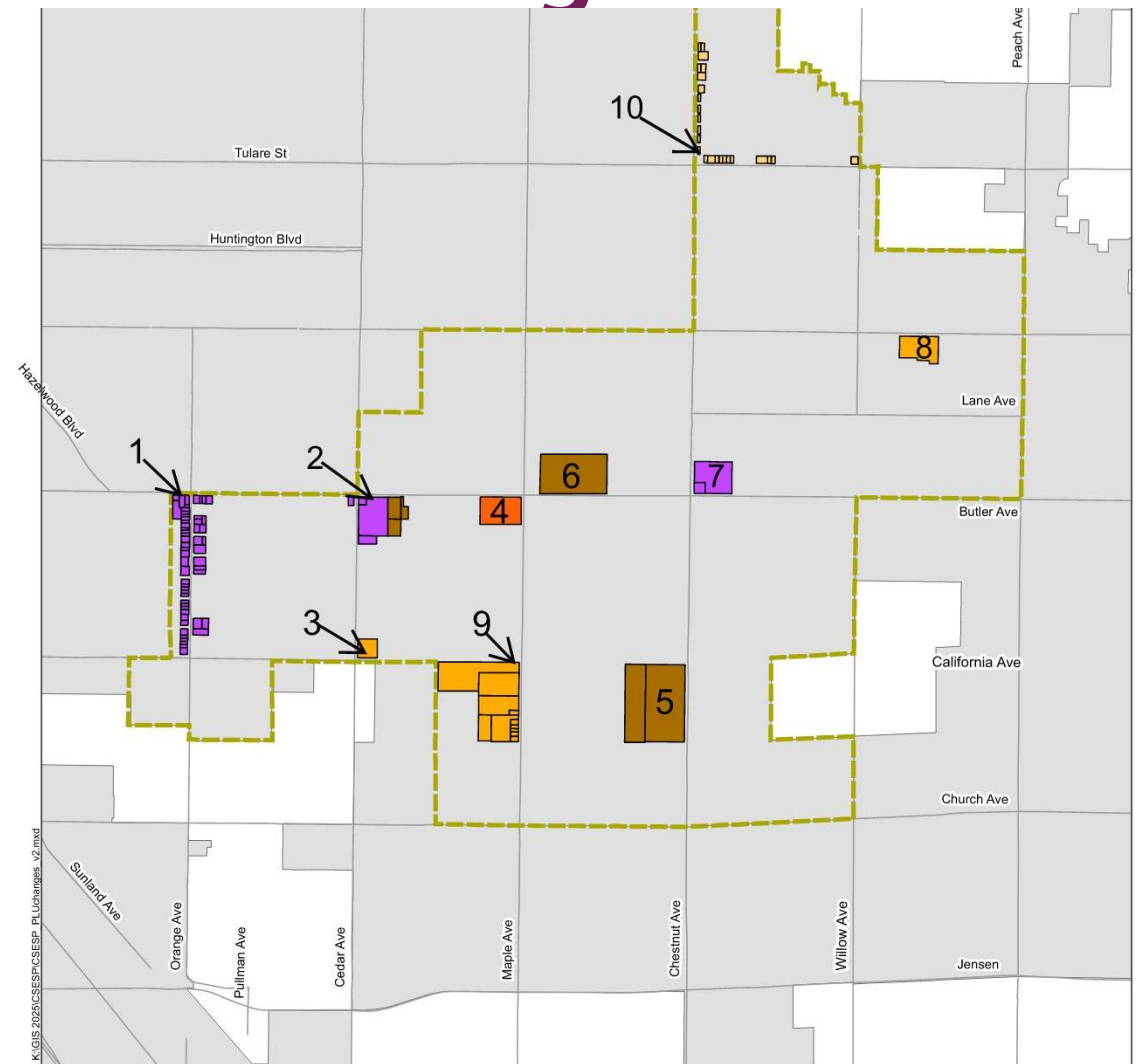 Peach Ave
10
Tulare St
Huntington Blvd
8
Hazelwood Blvd
Lane Ave
1
2
6
7
4
Butler Ave
3
9
California Ave
5
Church Ave
Sunland Ave
Orange Ave
Pullman Ave
Cedar Ave
Maple Ave
Chestnut Ave
Willow Ave
Jensen
K:\GIS 2025\CSESP\CSESP_PLUchanges_v2.mxd